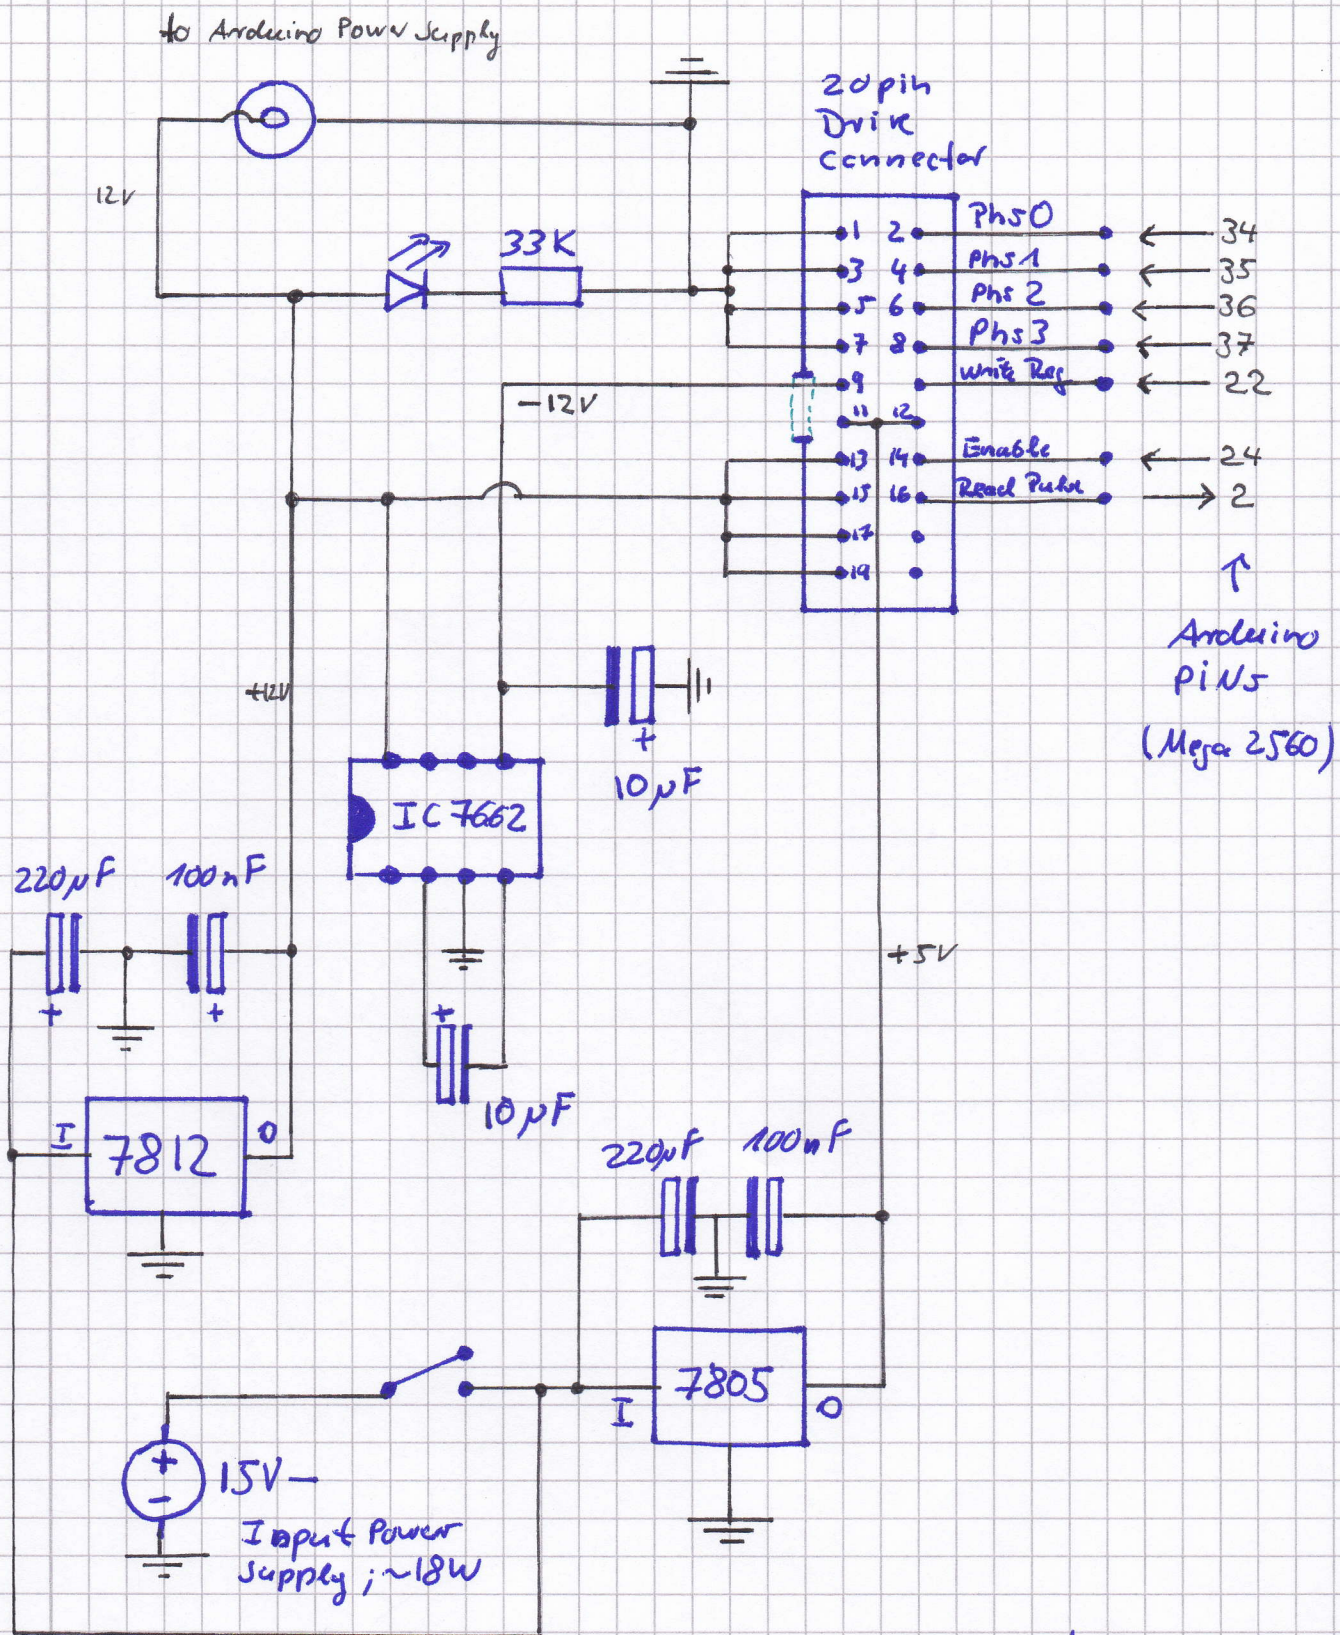 to Arduino Power Supply
20pin
Drive
Connector
12V
33K
1 2 Phs0 34
3 4 Phs1 35
5 6 Phs2 36
7 8 Phs3 37
9 Write Req 22
-12V
11 12
13 14 Enable 24
15 16 Read Pulse 2
17
19
Arduino
PiNs
(Mega 2560)
+12V
+
10µF
IC 7662
220µF 100nF
+5V
+ +
+
10µF
I 7812 O
220µF 100nF
I 7805 O
+
-
15V-
Input Power
Supply; ~18W